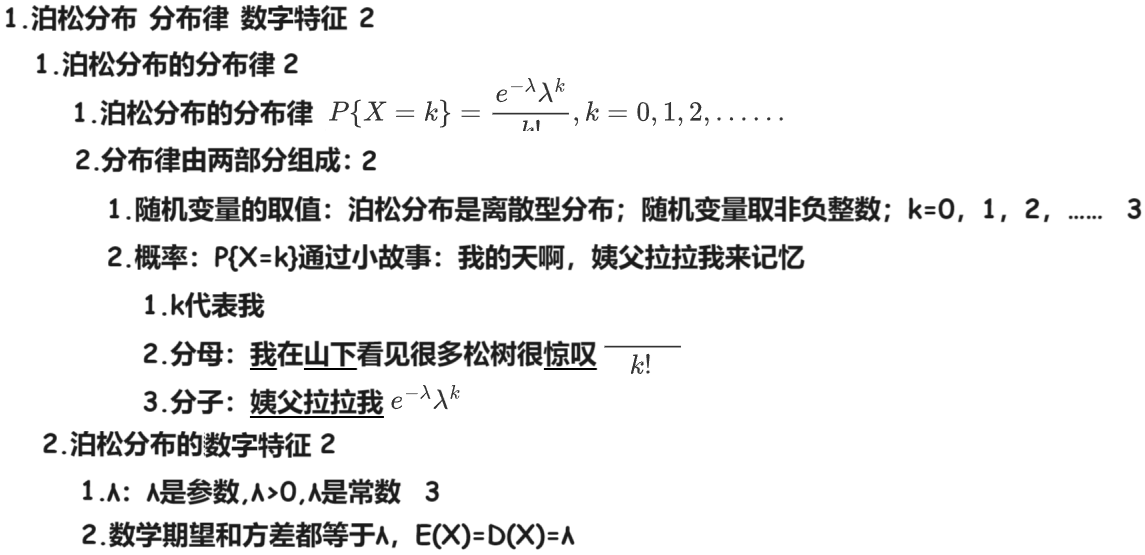 1.泊松分布 分布律 数字特征 2
1.泊松分布的分布律 2
1.泊松分布的分布律 P{X = k} = \frac{e^{-λ}λ^k}{k!}, k = 0, 1, 2, ......
2.分布律由两部分组成：2
1.随机变量的取值：泊松分布是离散型分布；随机变量取非负整数；k=0，1，2，…… 3
2.概率：P{X=k}通过小故事：我的天啊，姨父拉拉我来记忆
1.k代表我
2.分母：我在山下看见很多松树很惊叹 \frac{}{k!}
3.分子：姨父拉拉我 e^{-λ}λ^k
2.泊松分布的数字特征 2
1.λ：λ是参数,λ>0,λ是常数 3
2.数学期望和方差都等于λ，E(X)=D(X)=λ